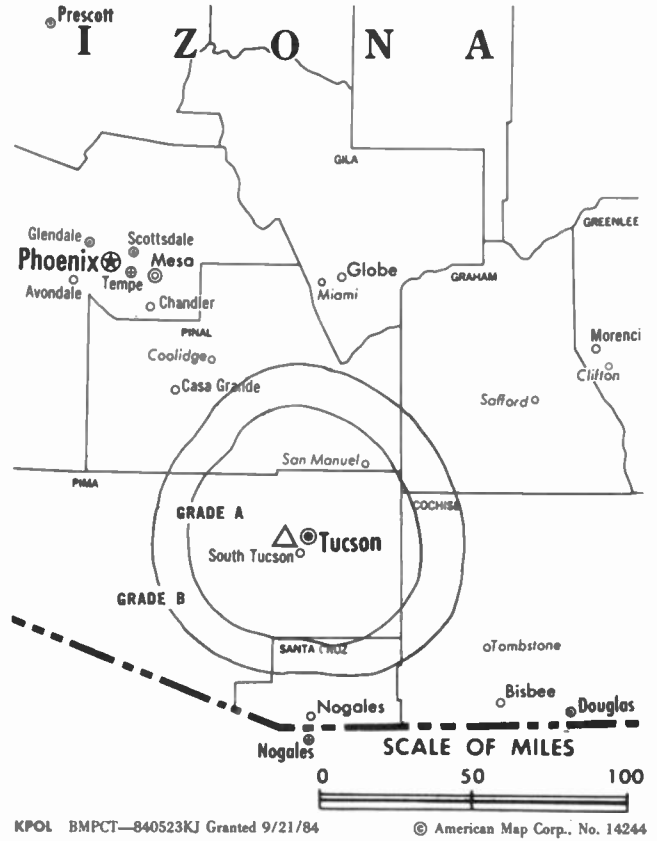 Prescott
I Z O N A
GILA
GREENLEE
Glendale
Scottsdale
Phoenix
Mesa
Tempe
Avondale
Chandler
Globe
Miami
GRAHAM
PINAL
Coolidge
Casa Grande
Morenci
Clifton
Safford
San Manuel
PIMA
COCHISE
GRADE A
Tucson
South Tucson
GRADE B
SANTA CRUZ
Tombstone
Bisbee
Douglas
Nogales
Nogales
SCALE OF MILES
0 50 100
KPOL BMPCT—840523KJ Granted 9/21/84 © American Map Corp., No. 14244